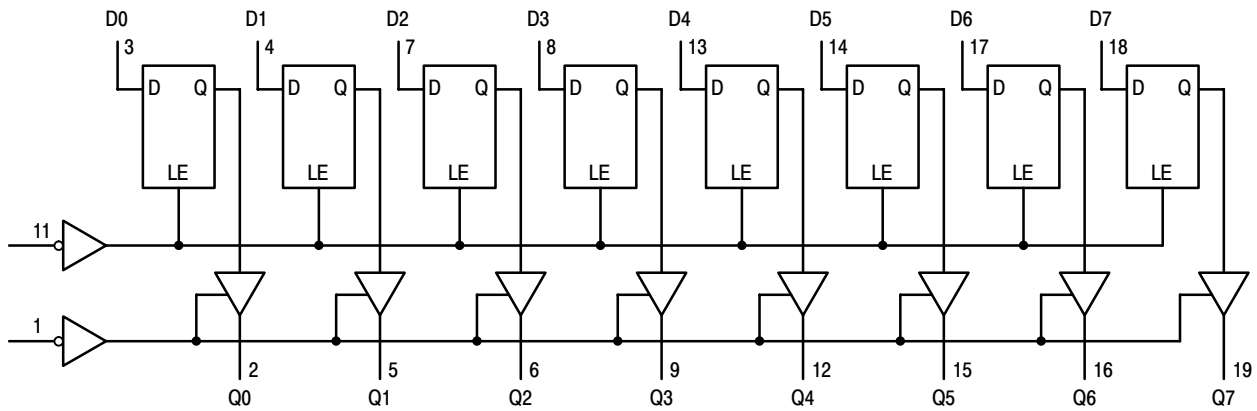 D0 D1 D2 D3 D4 D5 D6 D7
3 4 7 8 13 14 17 18
D Q D Q D Q D Q D Q D Q D Q D Q
LE LE LE LE LE LE LE LE
11
1
2 5 6 9 12 15 16 19
Q0 Q1 Q2 Q3 Q4 Q5 Q6 Q7